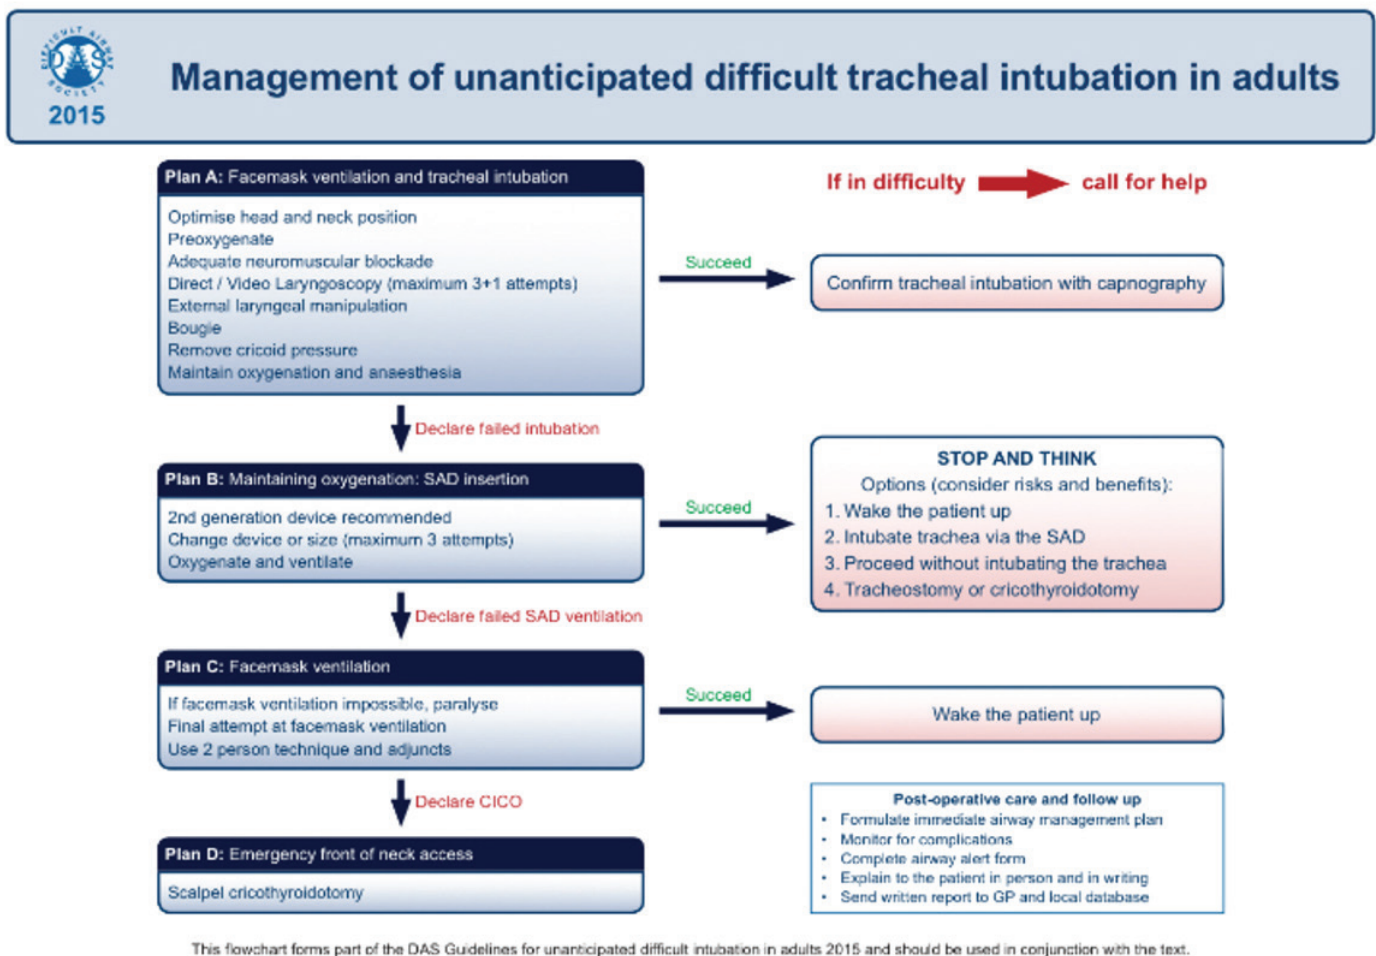 DIFFICULT AIRWAY
DAS
SOCIETY
2015
Management of unanticipated difficult tracheal intubation in adults
Plan A: Facemask ventilation and tracheal intubation
Optimise head and neck position
Preoxygenate
Adequate neuromuscular blockade
Direct / Video Laryngoscopy (maximum 3+1 attempts)
External laryngeal manipulation
Bougie
Remove cricoid pressure
Maintain oxygenation and anaesthesia
If in difficulty call for help
Succeed
Confirm tracheal intubation with capnography
Declare failed intubation
Plan B: Maintaining oxygenation: SAD insertion
2nd generation device recommended
Change device or size (maximum 3 attempts)
Oxygenate and ventilate
Succeed
STOP AND THINK
Options (consider risks and benefits):
1. Wake the patient up
2. Intubate trachea via the SAD
3. Proceed without intubating the trachea
4. Tracheostomy or cricothyroidotomy
Declare failed SAD ventilation
Plan C: Facemask ventilation
If facemask ventilation impossible, paralyse
Final attempt at facemask ventilation
Use 2 person technique and adjuncts
Succeed
Wake the patient up
Declare CICO
Plan D: Emergency front of neck access
Scalpel cricothyroidotomy
Post-operative care and follow up
• Formulate immediate airway management plan
• Monitor for complications
• Complete airway alert form
• Explain to the patient in person and in writing
• Send written report to GP and local database
This flowchart forms part of the DAS Guidelines for unanticipated difficult intubation in adults 2015 and should be used in conjunction with the text.